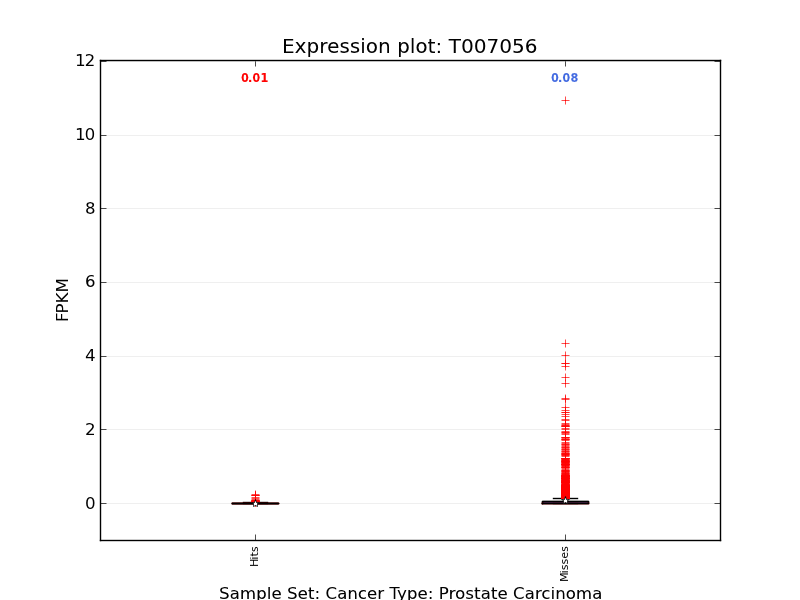 Expression plot: T007056
12
10
8
6
4
2
0
FPKM
0.01
0.08
Hits
Misses
Sample Set: Cancer Type: Prostate Carcinoma